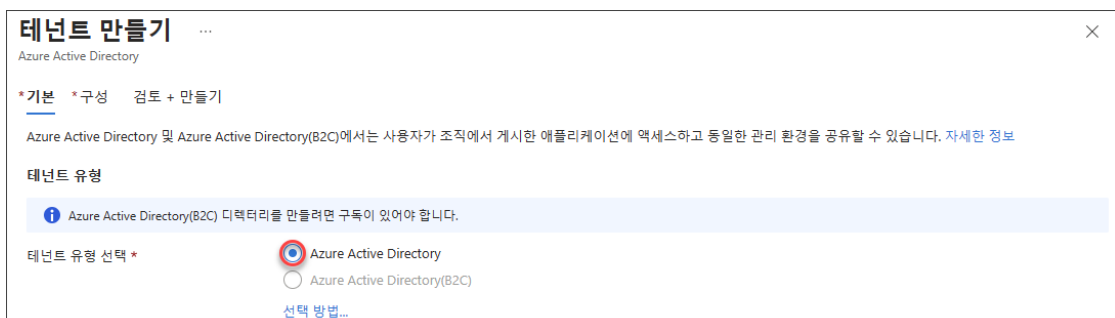 테넌트 만들기 ...
Azure Active Directory
*기본 *구성 검토 + 만들기
Azure Active Directory 및 Azure Active Directory(B2C)에서는 사용자가 조직에서 게시한 애플리케이션에 액세스하고 동일한 관리 환경을 공유할 수 있습니다. 자세한 정보
테넌트 유형
Azure Active Directory(B2C) 디렉터리를 만들려면 구독이 있어야 합니다.
테넌트 유형 선택 * Azure Active Directory
Azure Active Directory(B2C)
선택 방법...